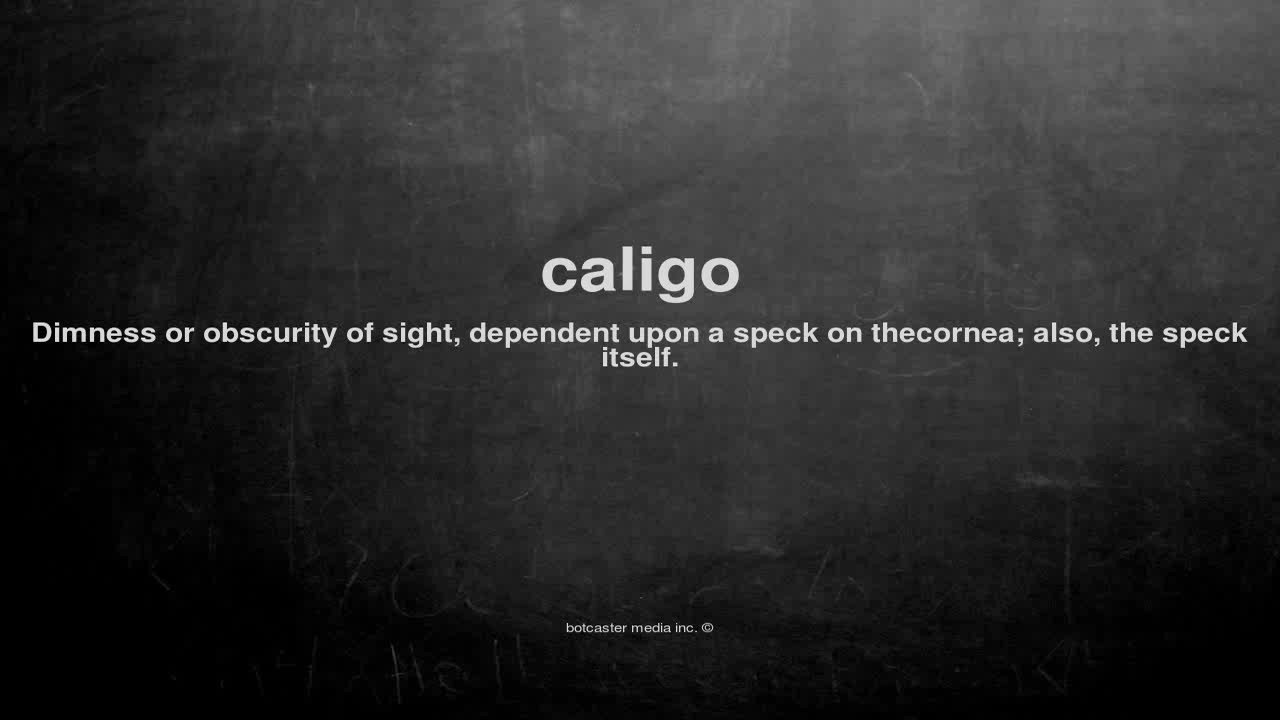 caligo
Dimness or obscurity of sight, dependent upon a speck on thecornea; also, the speck
itself.
botcaster media inc. ©